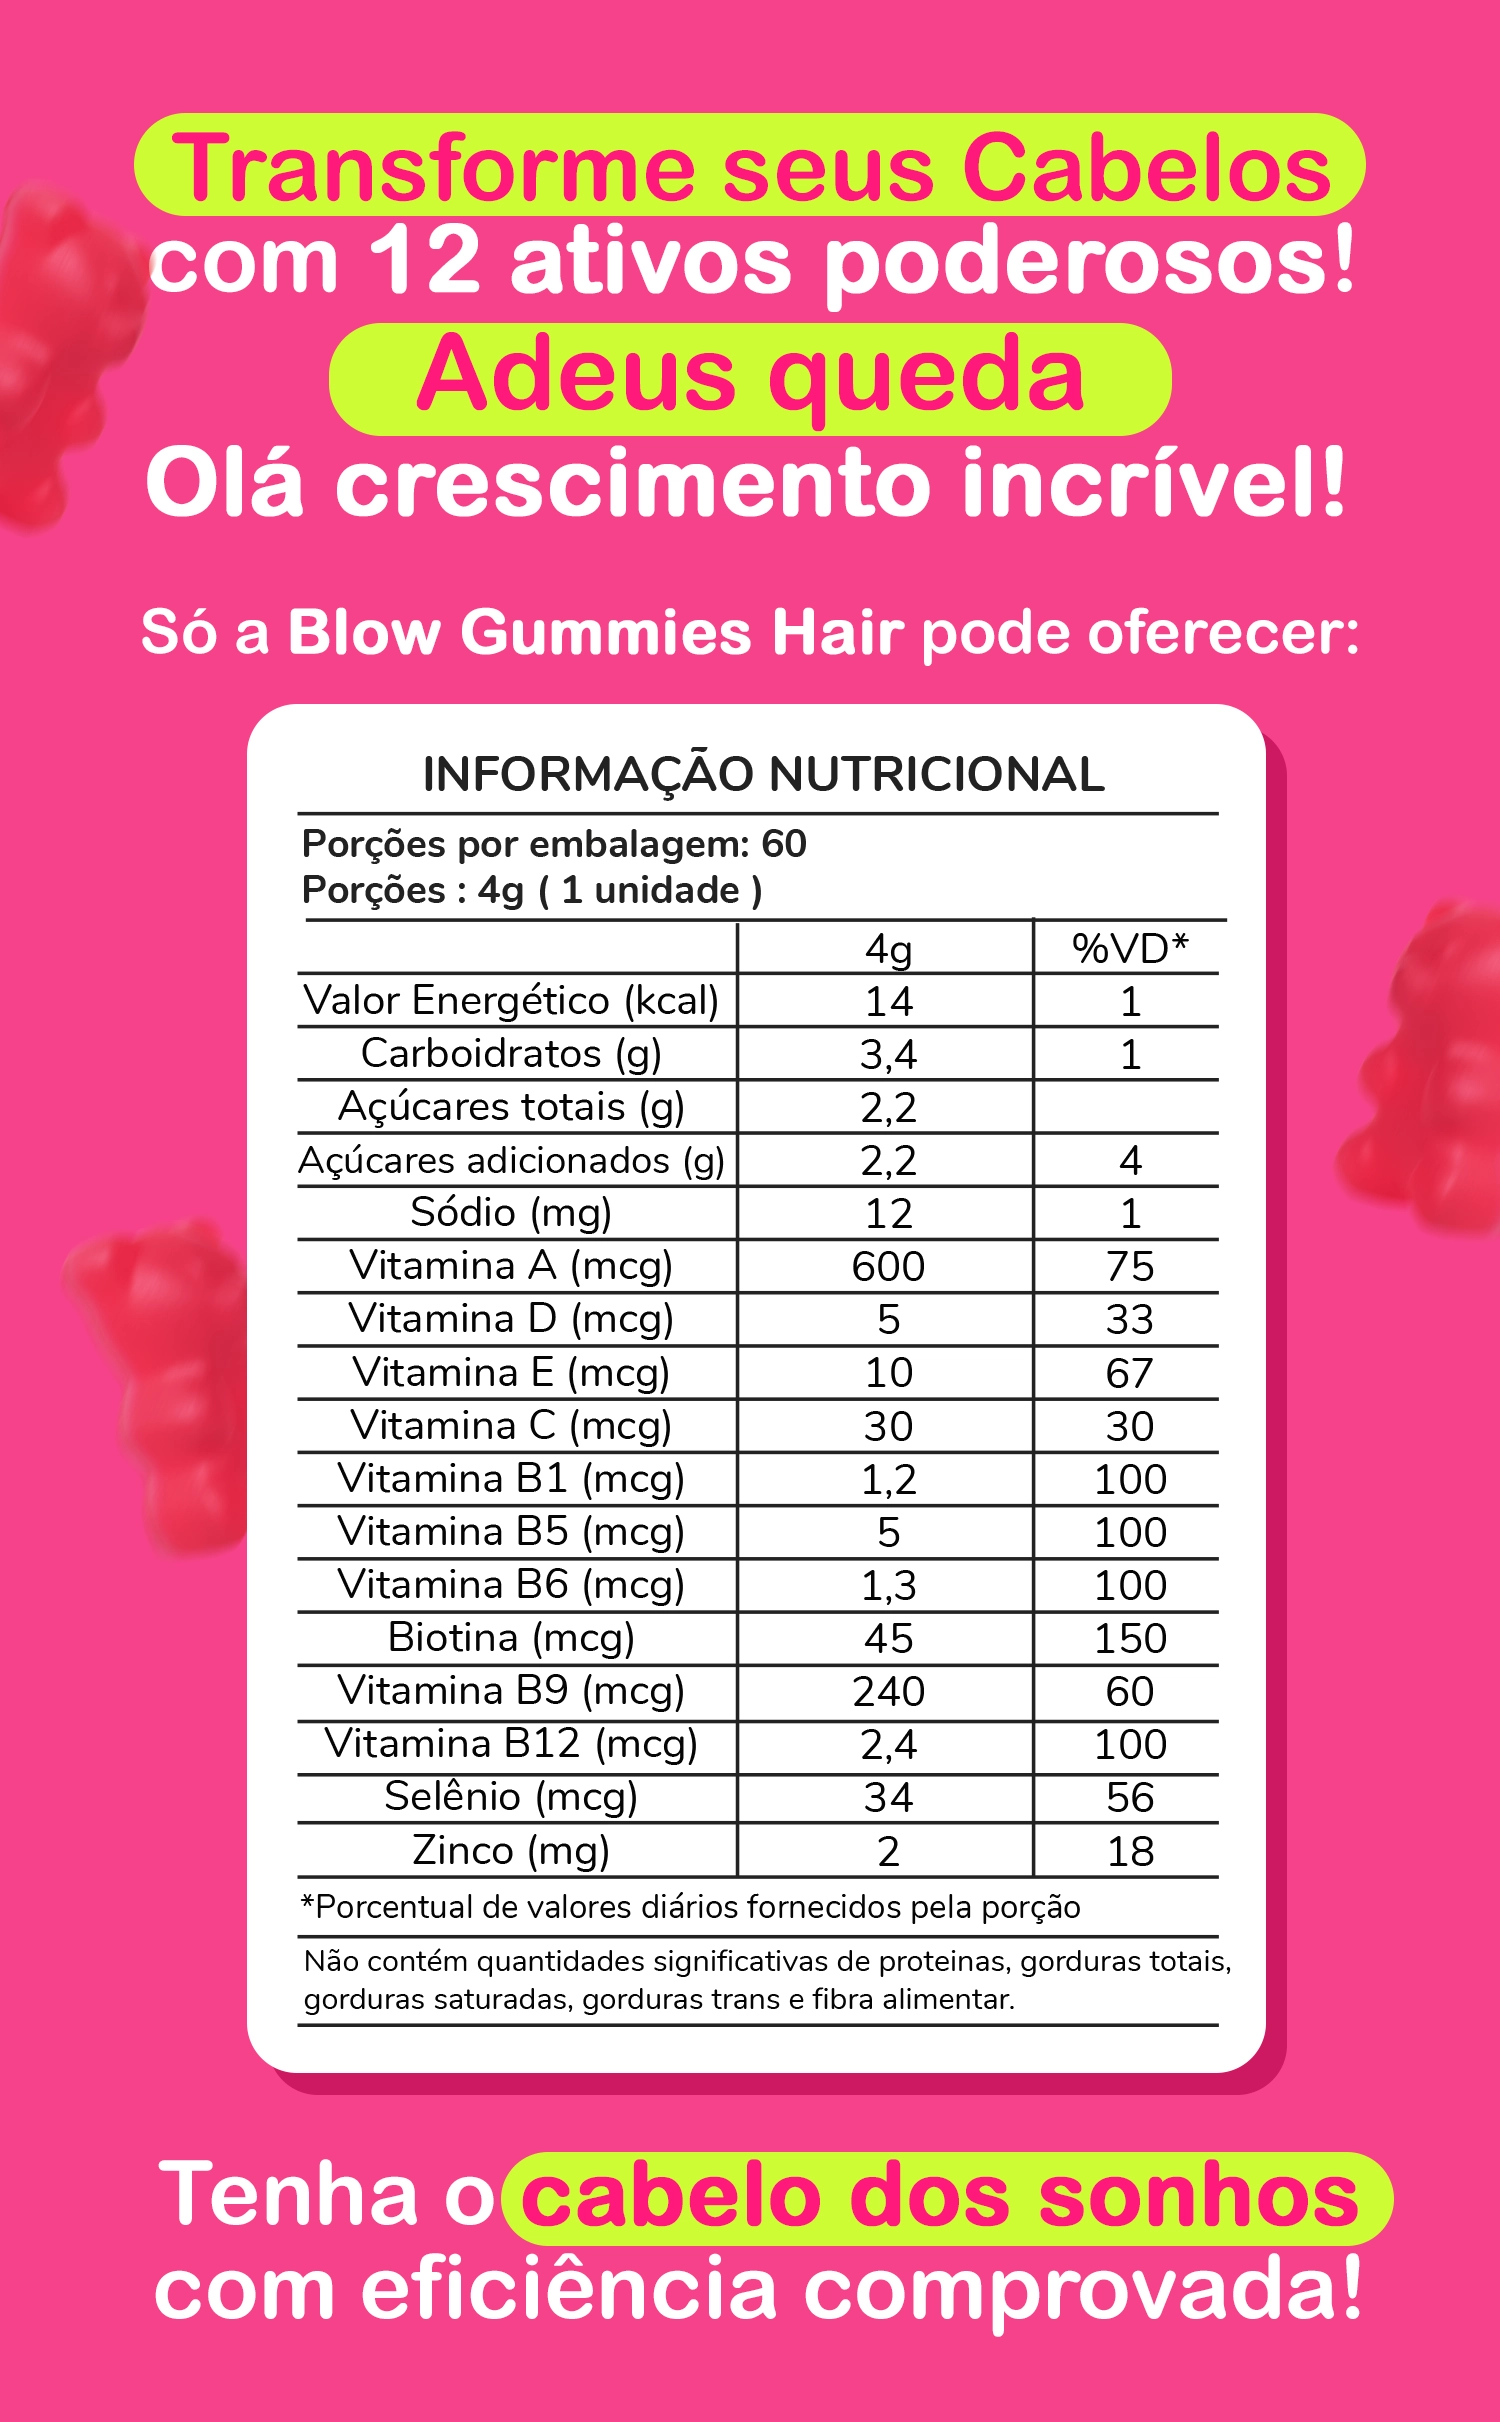 Transforme seus Cabelos
com 12 ativos poderosos!
Adeus queda
Olá crescimento incrível!
Só a Blow Gummies Hair pode oferecer:
INFORMAÇÃO NUTRICIONAL
Porções por embalagem: 60
Porções : 4g ( 1 unidade )
4g %VD*
Valor Energético (kcal) 14 1
Carboidratos (g) 3,4 1
Açúcares totais (g) 2,2
Açúcares adicionados (g) 2,2 4
Sódio (mg) 12 1
Vitamina A (mcg) 600 75
Vitamina D (mcg) 5 33
Vitamina E (mcg) 10 67
Vitamina C (mcg) 30 30
Vitamina B1 (mcg) 1,2 100
Vitamina B5 (mcg) 5 100
Vitamina B6 (mcg) 1,3 100
Biotina (mcg) 45 150
Vitamina B9 (mcg) 240 60
Vitamina B12 (mcg) 2,4 100
Selênio (mcg) 34 56
Zinco (mg) 2 18
*Porcentual de valores diários fornecidos pela porção
Não contém quantidades significativas de proteinas, gorduras totais,
gorduras saturadas, gorduras trans e fibra alimentar.
Tenha o cabelo dos sonhos
com eficiência comprovada!